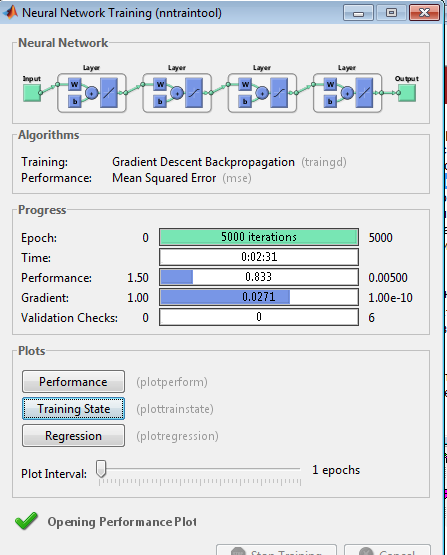 Neural Network Training (nntraintool)
Neural Network
Layer Layer Layer Layer
Input Output
W W W W
b b b b
Algorithms
Training: Gradient Descent Backpropagation (traingd)
Performance: Mean Squared Error (mse)
Progress
Epoch: 0 5000 iterations 5000
Time: 0:02:31
Performance: 1.50 0.833 0.00500
Gradient: 1.00 0.0271 1.00e-10
Validation Checks: 0 0 6
Plots
Performance (plotperform)
Training State (plottrainstate)
Regression (plotregression)
Plot Interval: 1 epochs
Opening Performance Plot
Stop Training Cancel